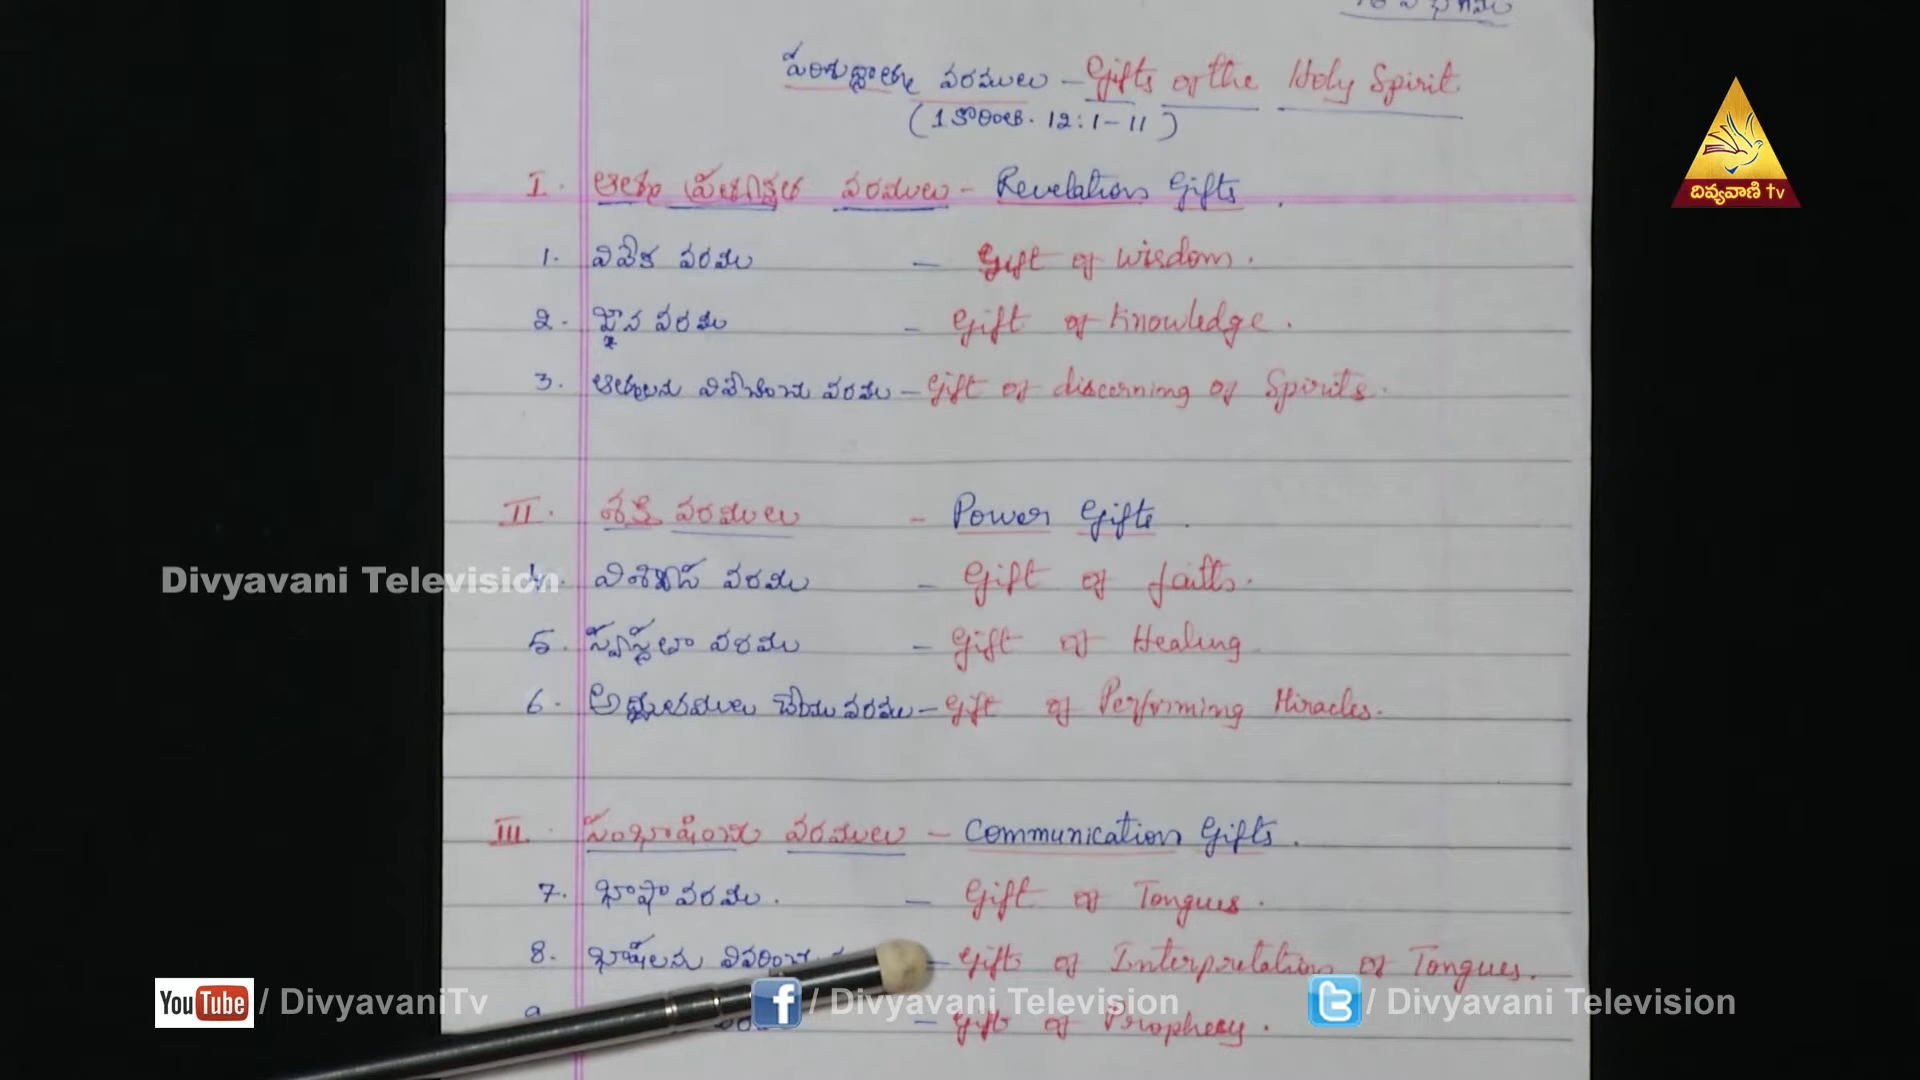 పరిశుద్ధాత్మ వరములు - Gifts of the Holy Spirit
(1 కొరింథి. 12:1-11)
దివ్యవాణి tv
I. ఆత్మ ప్రత్యక్షత వరములు - Revelation Gifts.
1. వివేక వరము - Gift of wisdom.
2. జ్ఞాన వరము - Gift of Knowledge.
3. ఆత్మలను వివేచించు వరము - Gift of discerning of Spirits.
II. శక్తి వరములు - Power Gifts.
Divyavani Television
4. విశ్వాస వరము - Gift of faith.
5. స్వస్థతా వరము - Gift of Healing
6. అద్భుతములు చేయు వరము - Gift of Performing Miracles.
III. సంభాషించు వరములు - Communication Gifts.
7. భాషా వరము. - Gift of Tongues.
8. భాషలను వివరించు - Gifts of Interpretation of Tongues.
YouTube / DivyavaniTv f / Divyavani Television / Divyavani Television
- Gift of Prophecy.